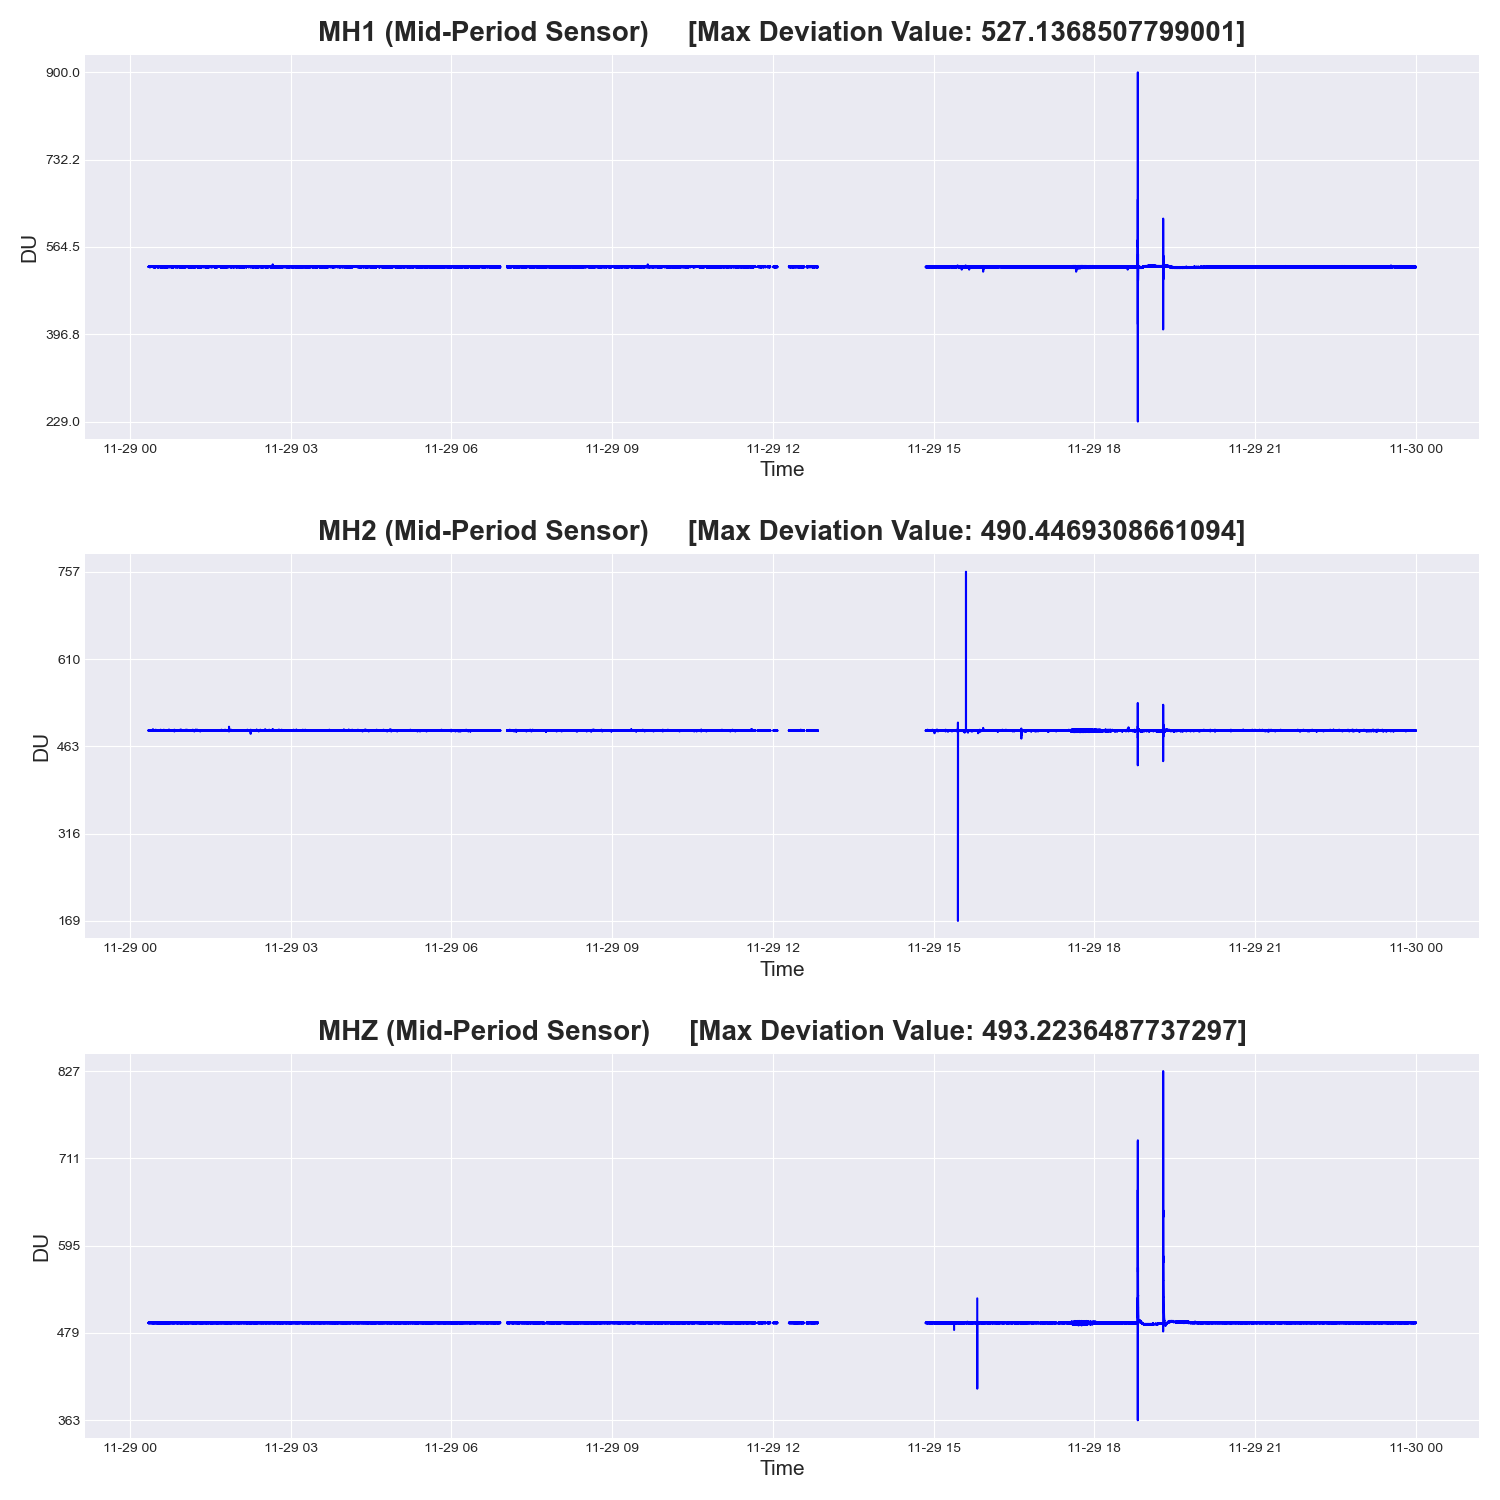 MH1 (Mid-Period Sensor) [Max Deviation Value: 527.1368507799001]
900.0
732.2
564.5
396.8
229.0
DU
11-29 00 11-29 03 11-29 06 11-29 09 11-29 12 11-29 15 11-29 18 11-29 21 11-30 00
Time
MH2 (Mid-Period Sensor) [Max Deviation Value: 490.4469308661094]
757
610
463
316
169
DU
11-29 00 11-29 03 11-29 06 11-29 09 11-29 12 11-29 15 11-29 18 11-29 21 11-30 00
Time
MHZ (Mid-Period Sensor) [Max Deviation Value: 493.2236487737297]
827
711
595
479
363
DU
11-29 00 11-29 03 11-29 06 11-29 09 11-29 12 11-29 15 11-29 18 11-29 21 11-30 00
Time